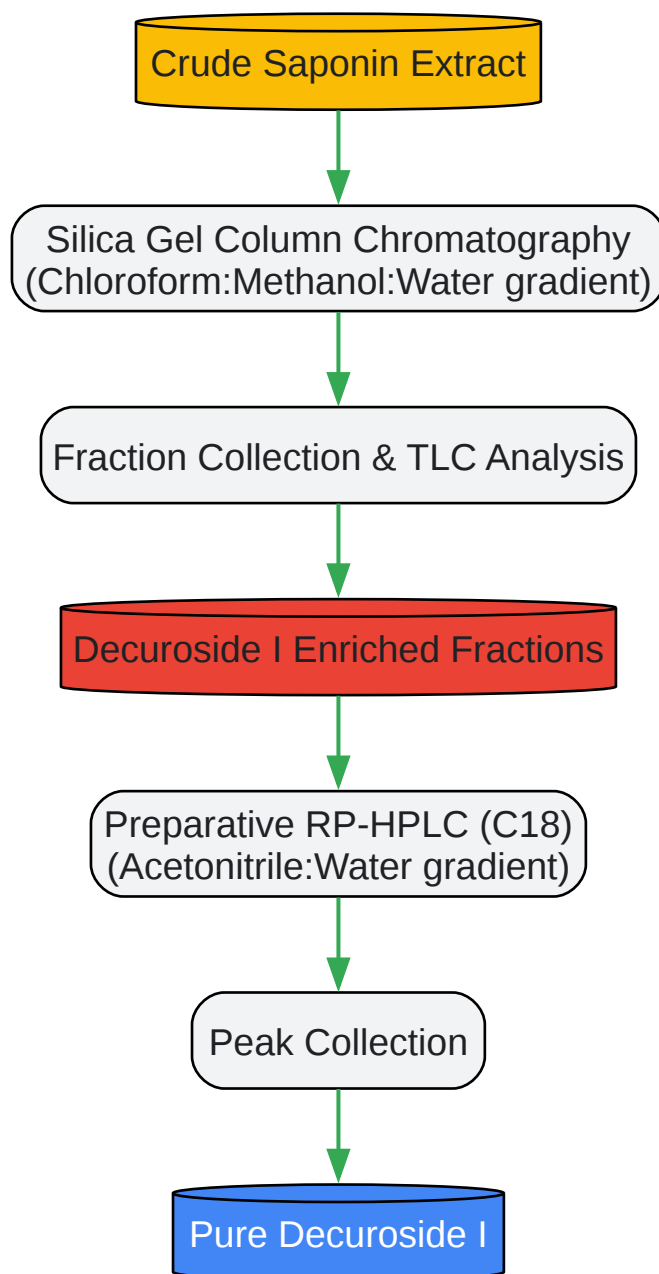 Crude Saponin Extract
Silica Gel Column Chromatography
(Chloroform:Methanol:Water gradient)
Fraction Collection & TLC Analysis
Decuroside I Enriched Fractions
Preparative RP-HPLC (C18)
(Acetonitrile:Water gradient)
Peak Collection
Pure Decuroside I